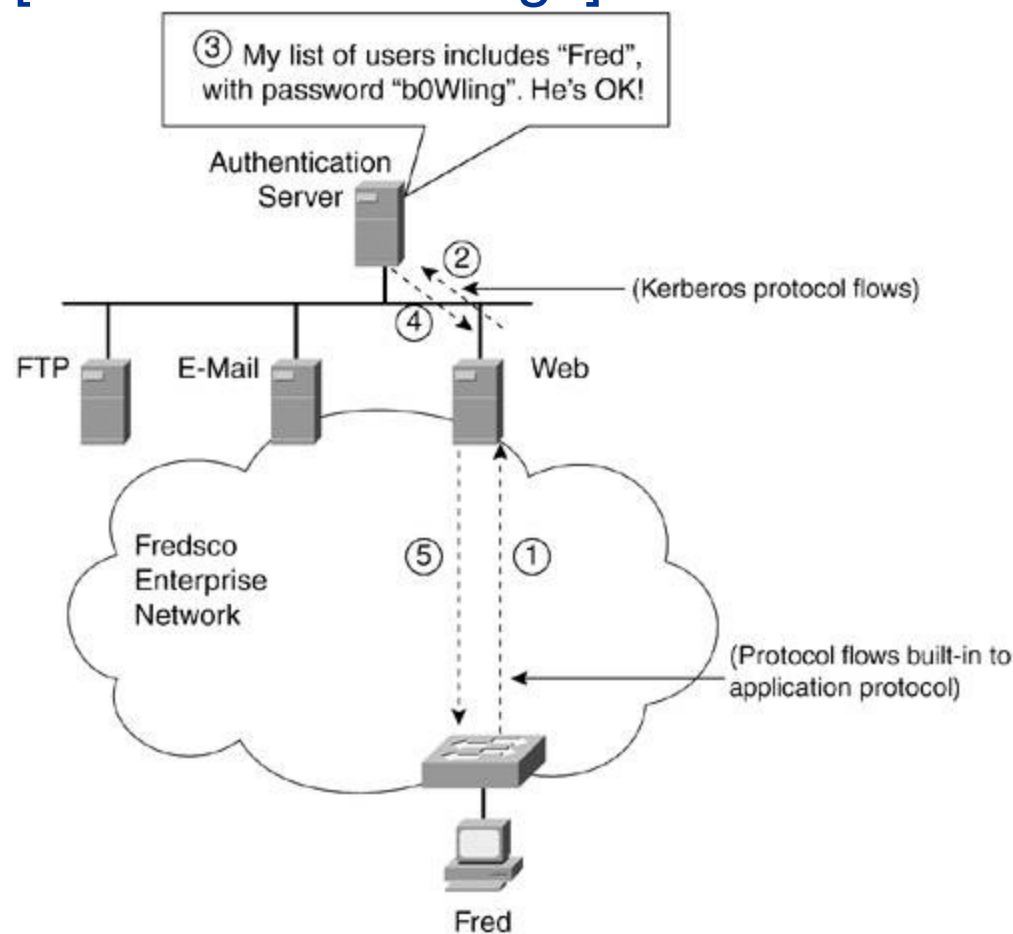 ③ My list of users includes “Fred”,
with password “b0Wling”. He’s OK!
Authentication
Server
②
(Kerberos protocol flows)
④
FTP
E-Mail
Web
Fredsco
Enterprise
Network
⑤
①
(Protocol flows built-in to
application protocol)
Fred